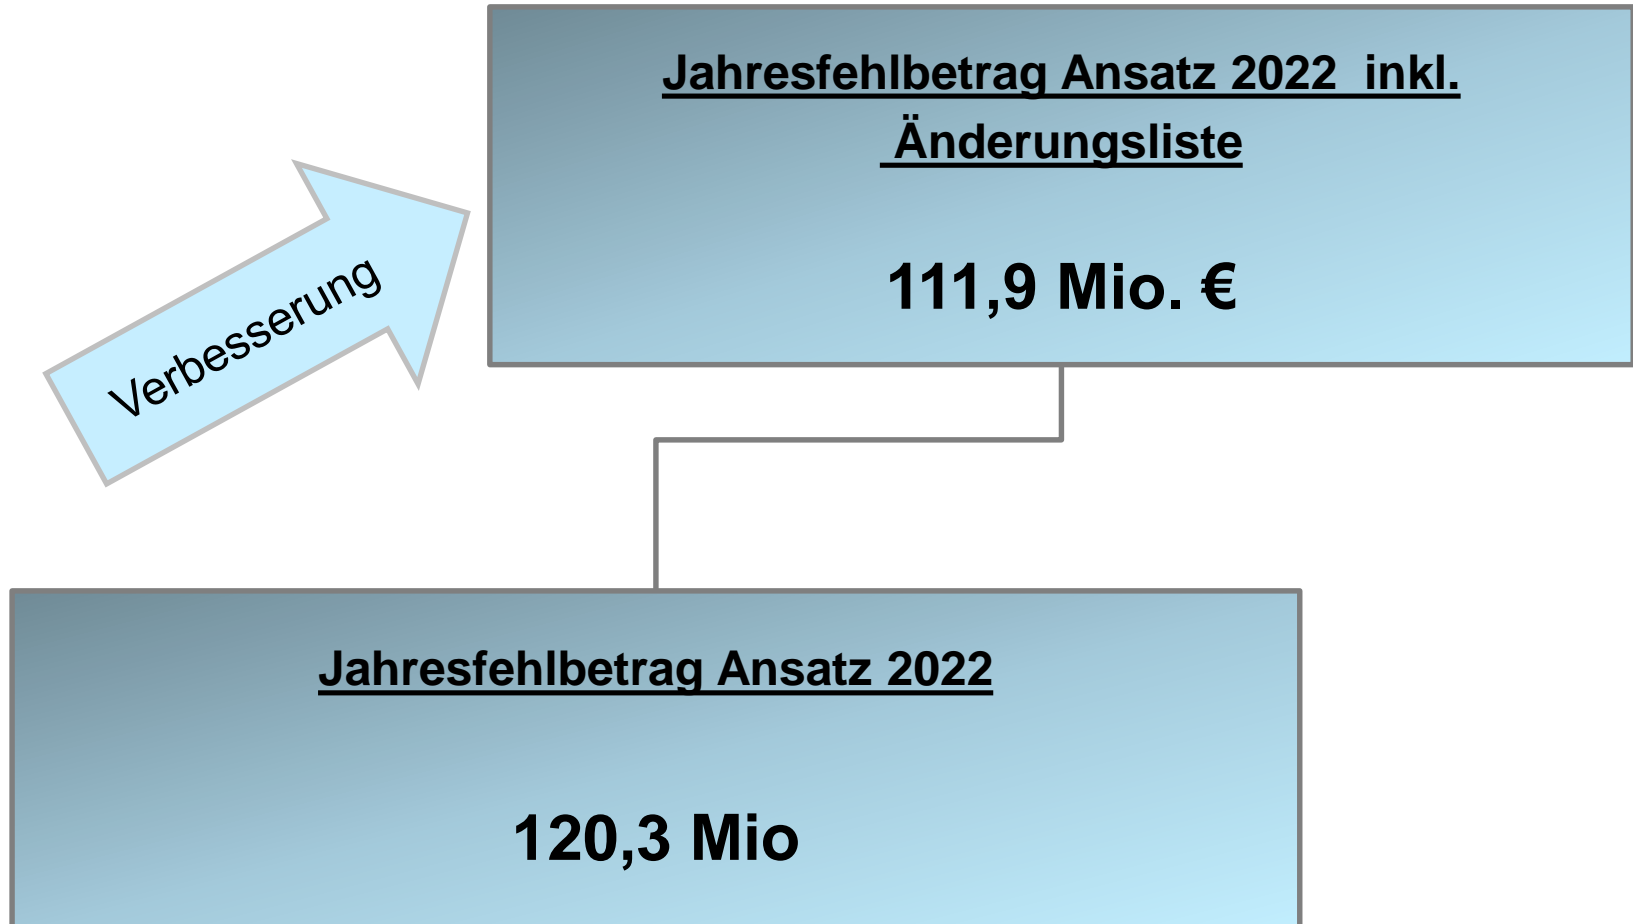 Jahresfehlbetrag Ansatz 2022  inkl.
Änderungsliste
111,9 Mio. €
Verbesserung
Jahresfehlbetrag Ansatz 2022
120,3 Mio